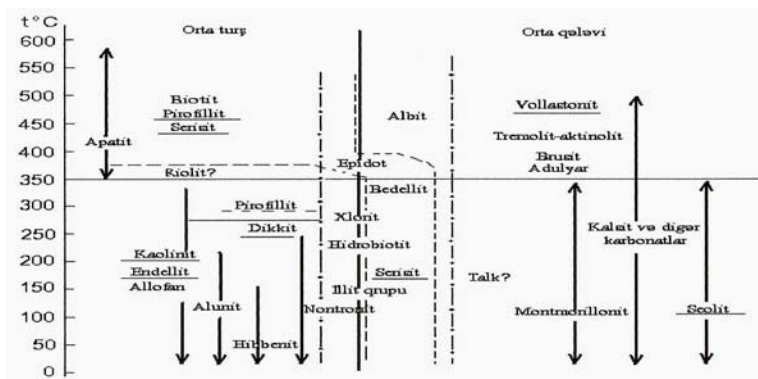 t°C
Orta turş
Orta qələvi
600
550
500
450
400
350
300
250
200
150
100
50
0
Biotit
Pirofillit
Serisit
Apatit
Riolit?
Albit
Epidot
Bedellit
Vollastonit
Tremolit-aktinolit
Brusit
Adulyar
Pirofillit
Dikkit
Xlorit
Hidrobiotit
Kaolinit
Endellit
Allofan
Alunit
Hibbenit
Serisit
İllit qrupu
Nontronit
Talk?
Kalsit və digər
karbonatlar
Montmorillonit
Seolit